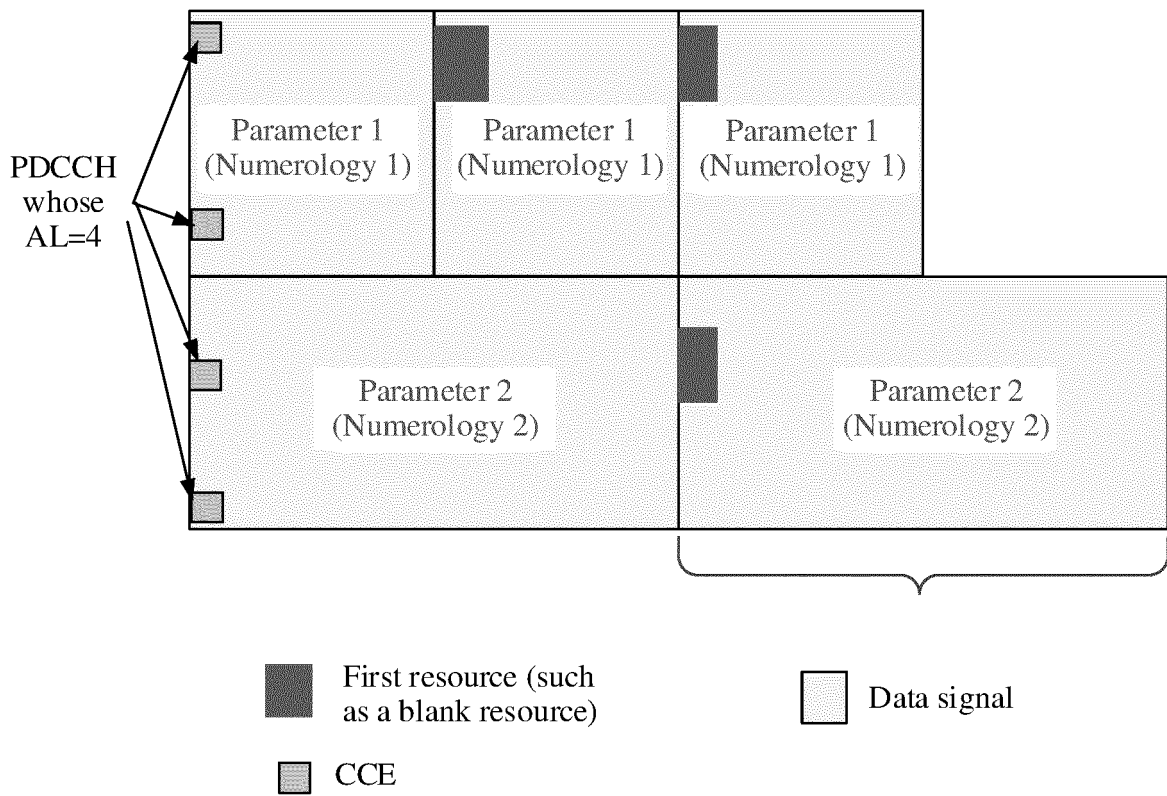 Parameter 1
(Numerology 1)
Parameter 1
(Numerology 1)
Parameter 1
(Numerology 1)
PDCCH
whose
AL=4
Parameter 2
(Numerology 2)
Parameter 2
(Numerology 2)
First resource (such
as a blank resource)
Data signal
CCE